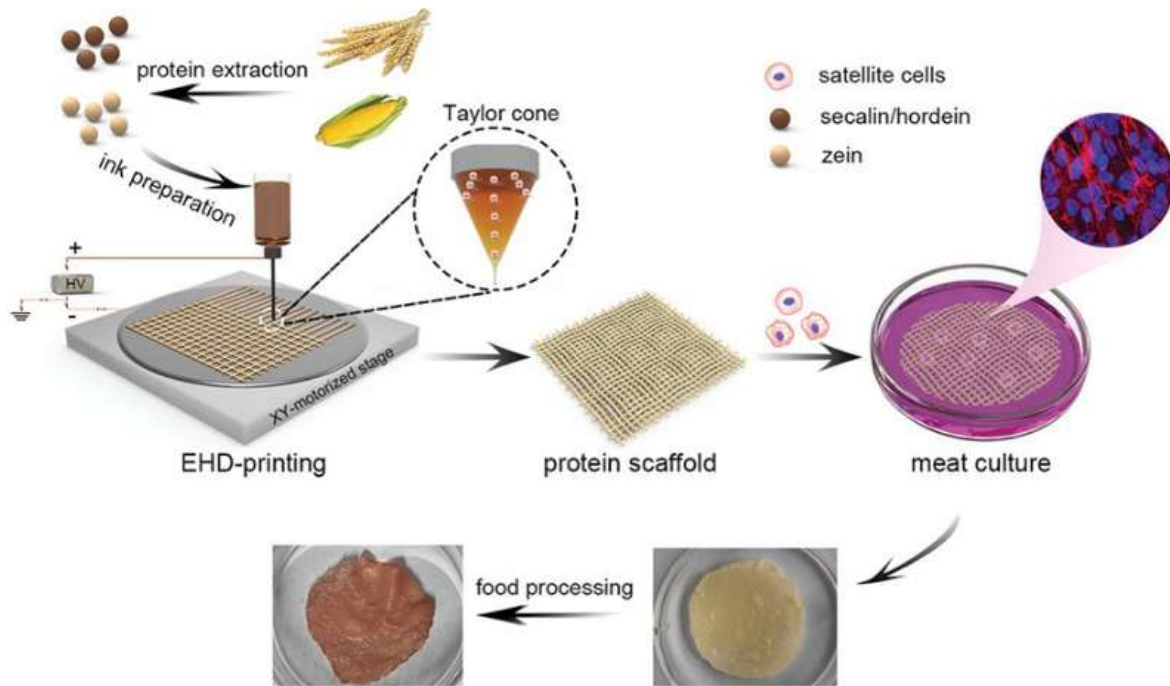 protein extraction
ink preparation
Taylor cone
satellite cells
secalin/hordein
zein
+
HV
-
XY-motorized stage
EHD-printing
protein scaffold
meat culture
food processing